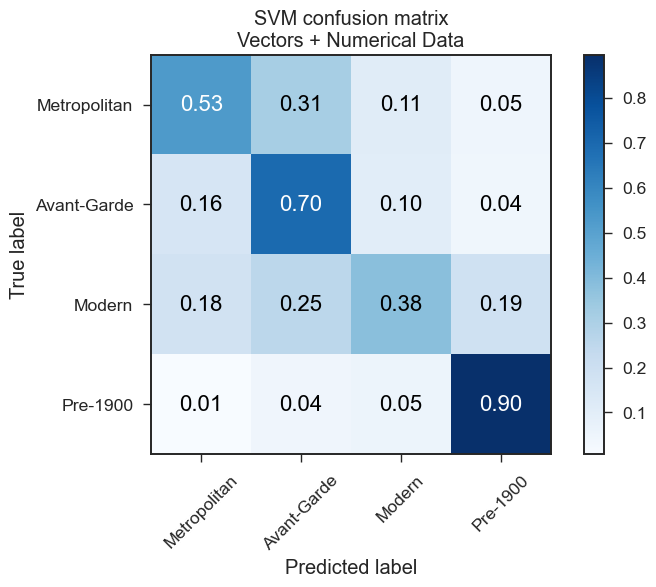 SVM confusion matrix
Vectors + Numerical Data
Metropolitan 0.53 0.31 0.11 0.05
Avant-Garde 0.16 0.70 0.10 0.04
Modern 0.18 0.25 0.38 0.19
Pre-1900 0.01 0.04 0.05 0.90
True label
Metropolitan Avant-Garde Modern Pre-1900
Predicted label
0.8
0.7
0.6
0.5
0.4
0.3
0.2
0.1